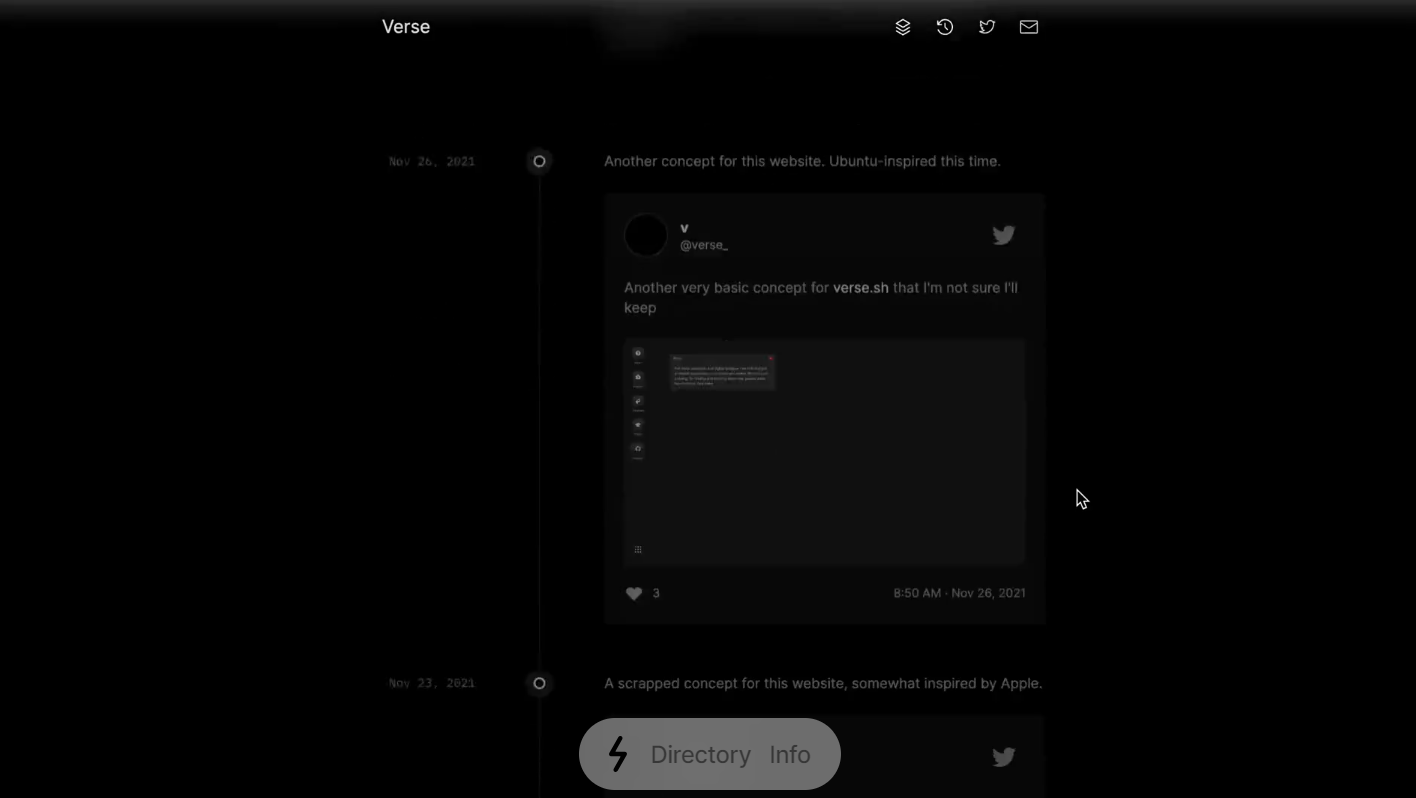 Verse
Nov 26, 2021
Another concept for this website. Ubuntu-inspired this time.
v
@verse_
Another very basic concept for verse.sh that I'm not sure I'll
keep
3
8:50 AM · Nov 26, 2021
Nov 23, 2021
A scrapped concept for this website, somewhat inspired by Apple.
Directory Info